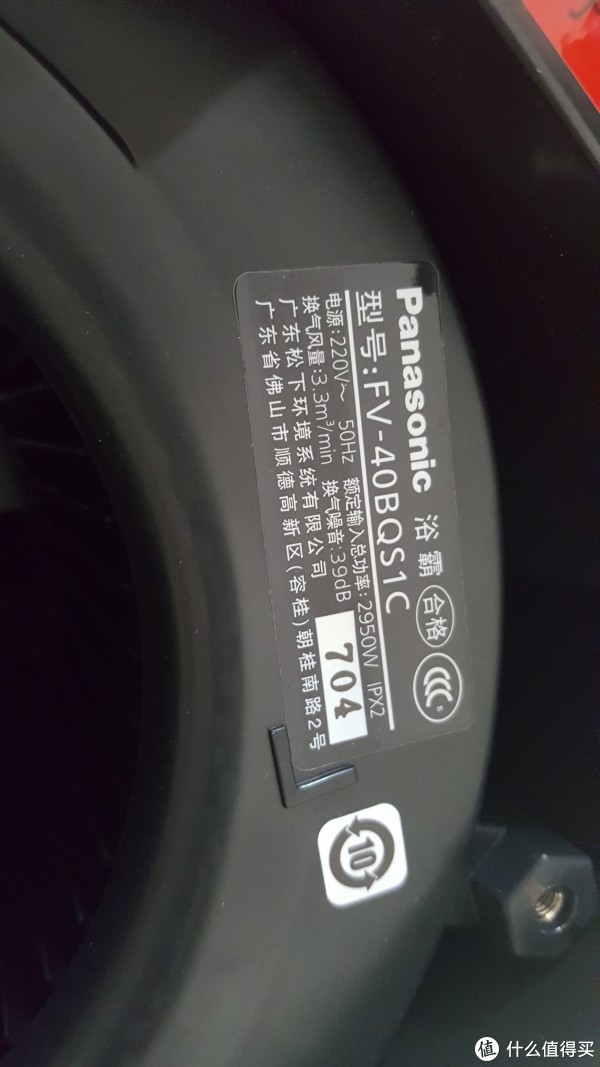 Panasonic 浴霸 合格 CCC S
型号:FV-40BQS1C
电源:220V～ 50Hz 额定输入总功率:2950W IPX2
换气风量:3.3m³/min 换气噪音:39dB
广东松下环境系统有限公司
广东省佛山市顺德高新区(容桂)朝桂南路2号
704
10
值 什么值得买